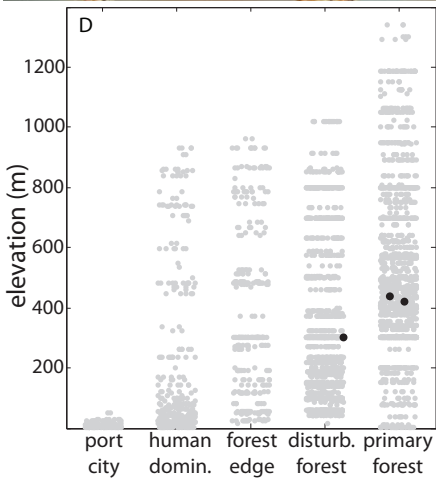 D
1200
1000
800
600
400
200
elevation (m)
port human forest disturb. primary
city domin. edge forest forest